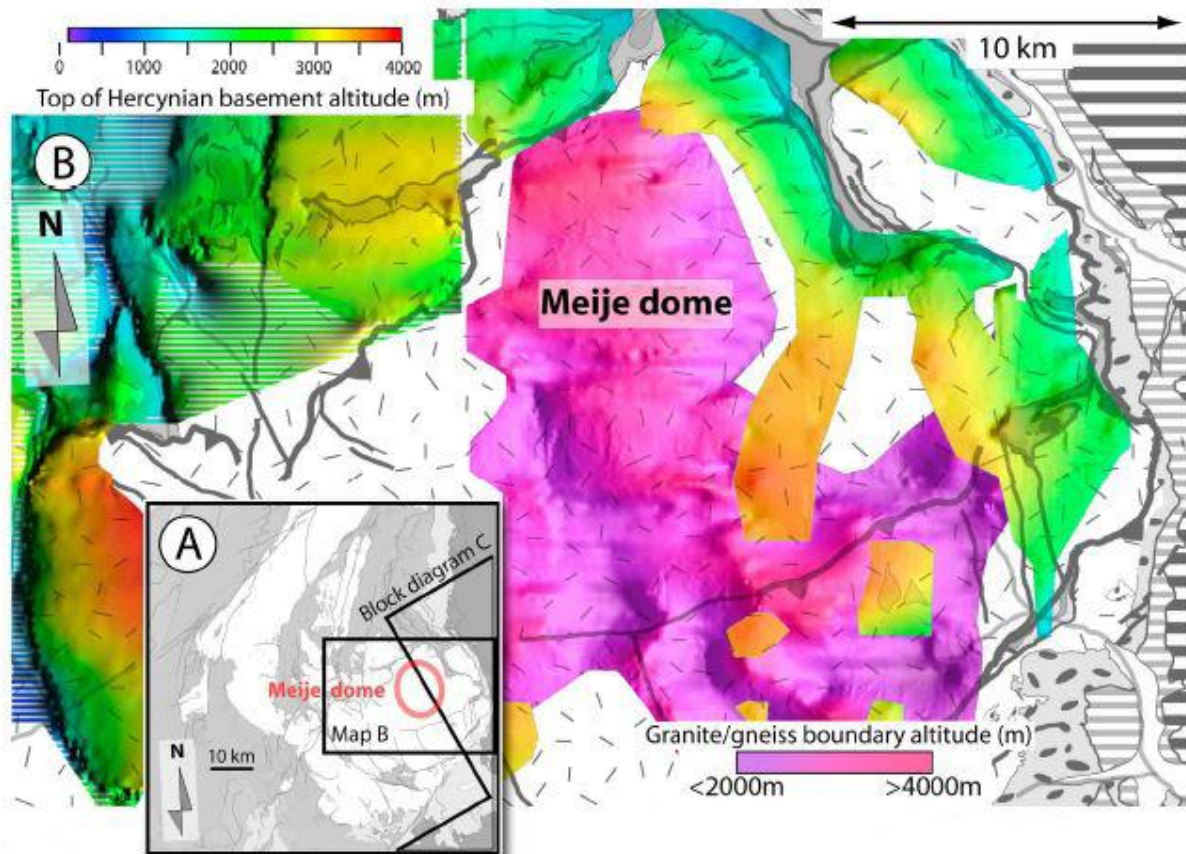 0 1000 2000 3000 4000
Top of Hercynian basement altitude (m)
10 km
B
N
Meije dome
A
Block diagram C
Meije dome
Map B
N
10 km
Granite/gneiss boundary altitude (m)
<2000m >4000m